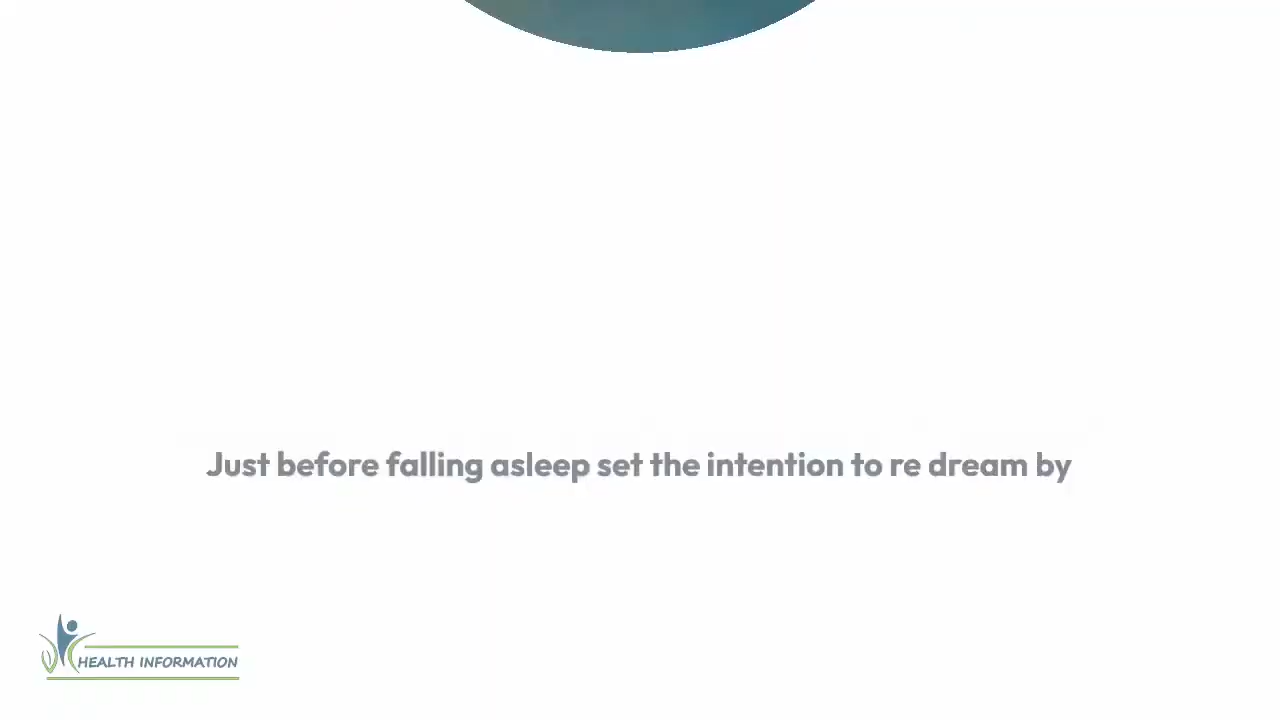 Just before falling asleep set the intention to re dream by
HEALTH INFORMATION